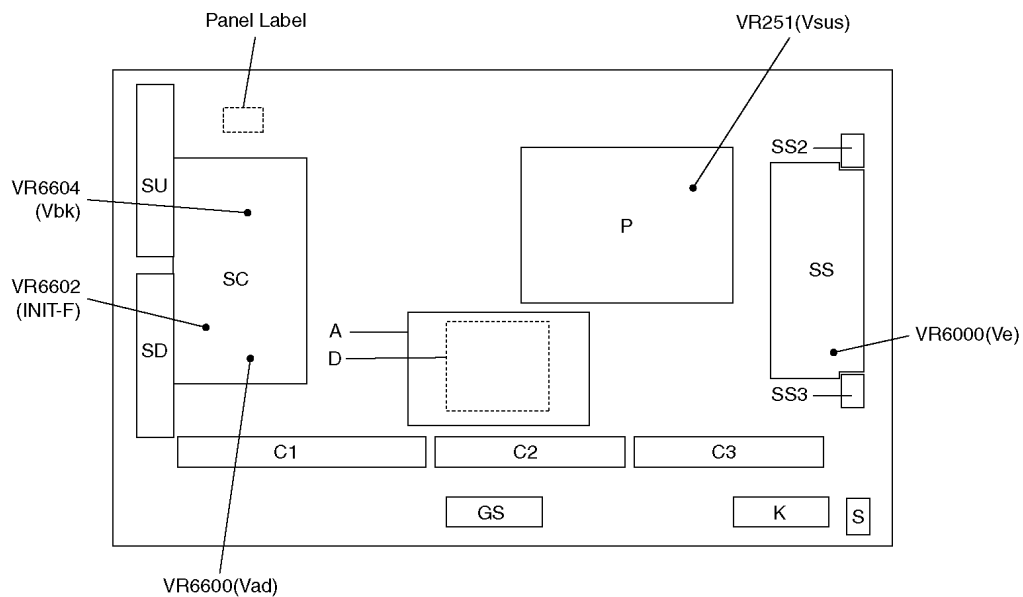 Panel Label
VR251(Vsus)
SS2
SU
VR6604
(Vbk)
P
SC
SS
VR6602
(INIT-F)
A
VR6000(Ve)
SD
D
SS3
C1
C2
C3
GS
K
S
VR6600(Vad)